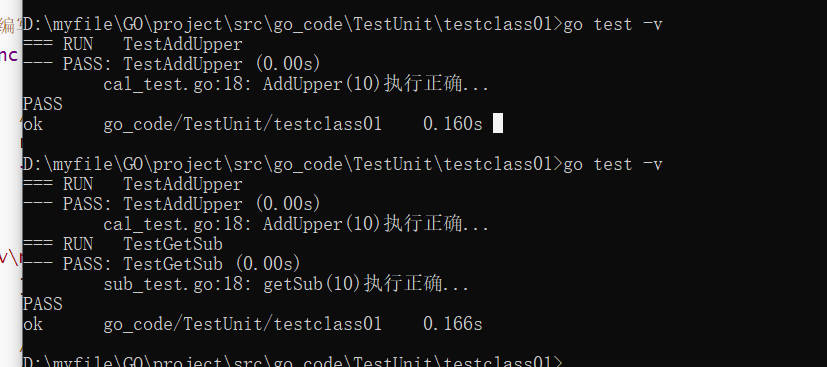 D:\myfile\GO\project\src\go_code\TestUnit\testclass01>go test -v
=== RUN   TestAddUpper
--- PASS: TestAddUpper (0.00s)
        cal_test.go:18: AddUpper(10)执行正确...
PASS
ok      go_code/TestUnit/testclass01    0.160s
D:\myfile\GO\project\src\go_code\TestUnit\testclass01>go test -v
=== RUN   TestAddUpper
--- PASS: TestAddUpper (0.00s)
        cal_test.go:18: AddUpper(10)执行正确...
=== RUN   TestGetSub
--- PASS: TestGetSub (0.00s)
        sub_test.go:18: getSub(10)执行正确...
PASS
ok      go_code/TestUnit/testclass01    0.166s
D:\myfile\GO\project\src\go_code\TestUnit\testclass01>